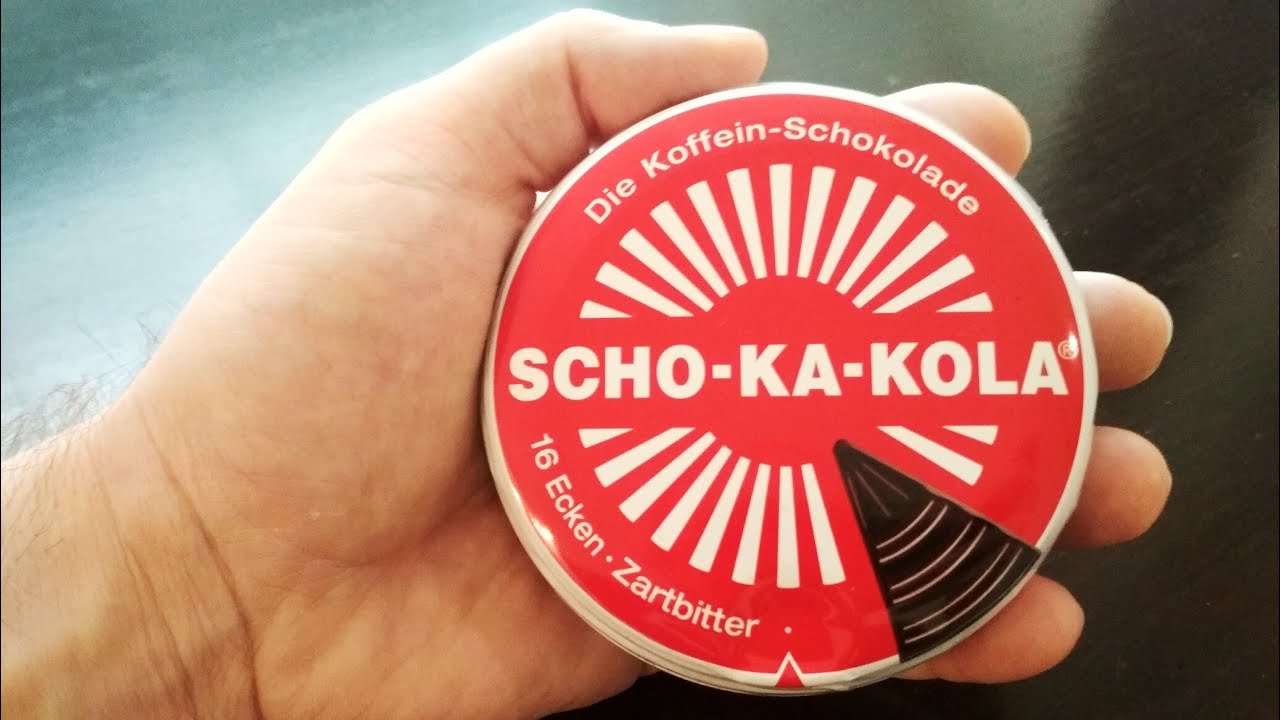 Die Koffein-Schokolade
SCHO-KA-KOLA®
16 Ecken · Zartbitter ·